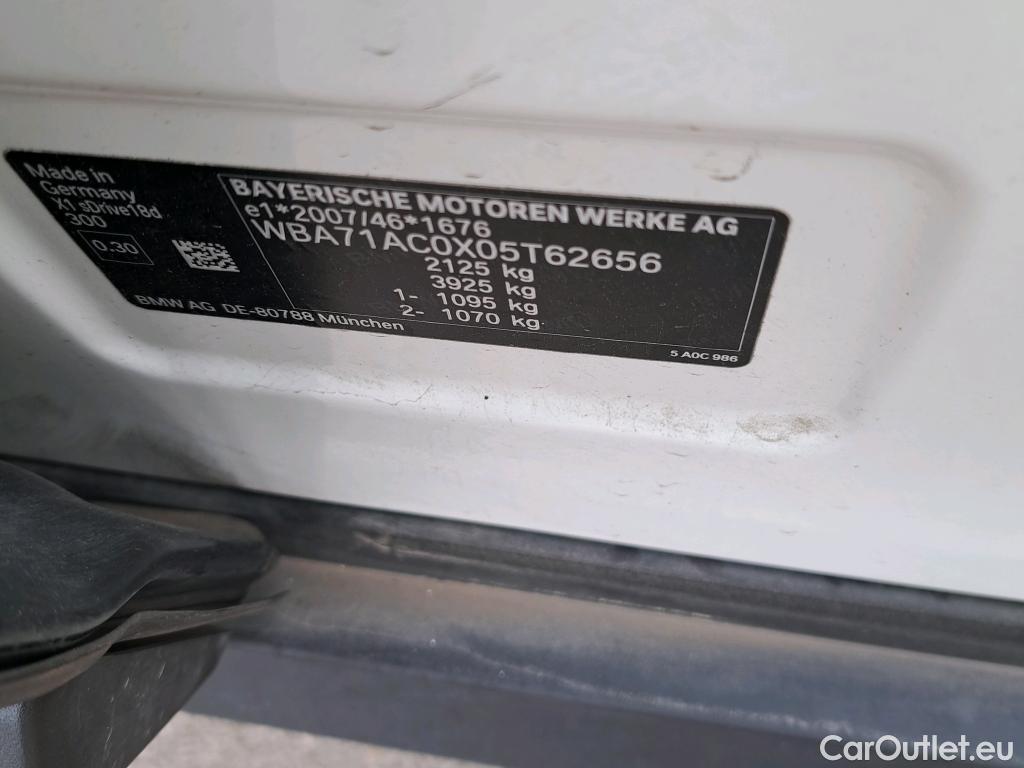 Made in
Germany
X1 sDrive18d
300
0.30
BAYERISCHE MOTOREN WERKE AG
e1*2007/46*1676
WBA71AC0X05T62656
2125 kg
3925 kg
1- 1095 kg
2- 1070 kg
BMW AG DE-80788 München
5 A0C 986
CarOutlet.eu